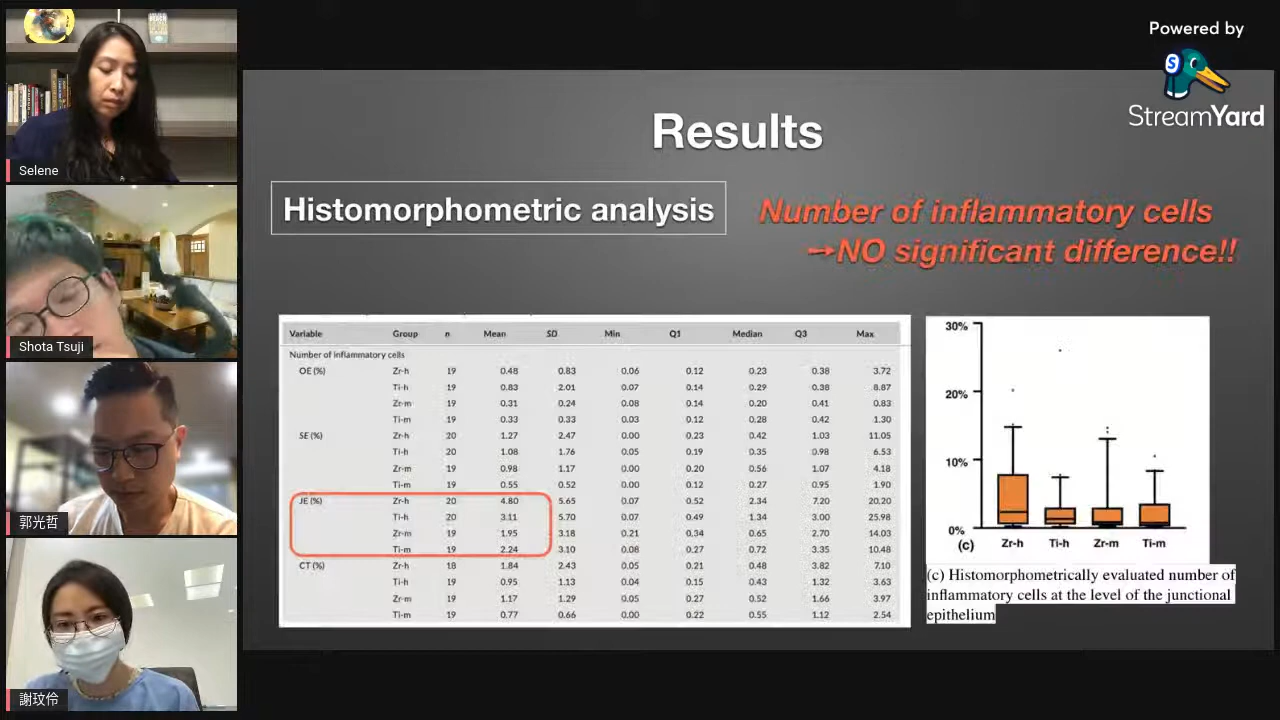 Powered by
StreamYard
Selene
Shota Tsuji
郭光哲
謝玟伶
Results
Histomorphometric analysis
Number of inflammatory cells
→NO significant difference!!
Variable Group n Mean SD Min Q1 Median Q3 Max
Number of inflammatory cells
OE (%) Zr-h 19 0.48 0.83 0.06 0.12 0.23 0.38 3.72
Ti-h 19 0.83 2.01 0.07 0.14 0.29 0.38 8.87
Zr-m 19 0.31 0.24 0.08 0.14 0.20 0.41 0.83
Ti-m 19 0.33 0.33 0.03 0.12 0.28 0.42 1.30
SE (%) Zr-h 20 1.27 2.47 0.00 0.23 0.42 1.03 11.05
Ti-h 20 1.08 1.76 0.05 0.19 0.35 0.98 6.53
Zr-m 19 0.98 1.17 0.00 0.20 0.56 1.07 4.18
Ti-m 19 0.55 0.52 0.00 0.12 0.27 0.95 1.90
JE (%) Zr-h 20 4.80 5.65 0.07 0.52 2.34 7.20 20.20
Ti-h 20 3.11 5.70 0.07 0.49 1.34 3.00 25.98
Zr-m 19 1.95 3.18 0.21 0.34 0.65 2.70 14.03
Ti-m 19 2.24 3.10 0.08 0.27 0.72 3.35 10.48
CT (%) Zr-h 18 1.84 2.43 0.05 0.21 0.48 3.82 7.10
Ti-h 19 0.95 1.13 0.04 0.15 0.43 1.32 3.63
Zr-m 19 1.17 1.29 0.05 0.27 0.52 1.66 3.97
Ti-m 19 0.77 0.66 0.00 0.22 0.55 1.12 2.54
30%
20%
10%
0%
(c) Zr-h Ti-h Zr-m Ti-m
(c) Histomorphometrically evaluated number of
inflammatory cells at the level of the junctional
epithelium